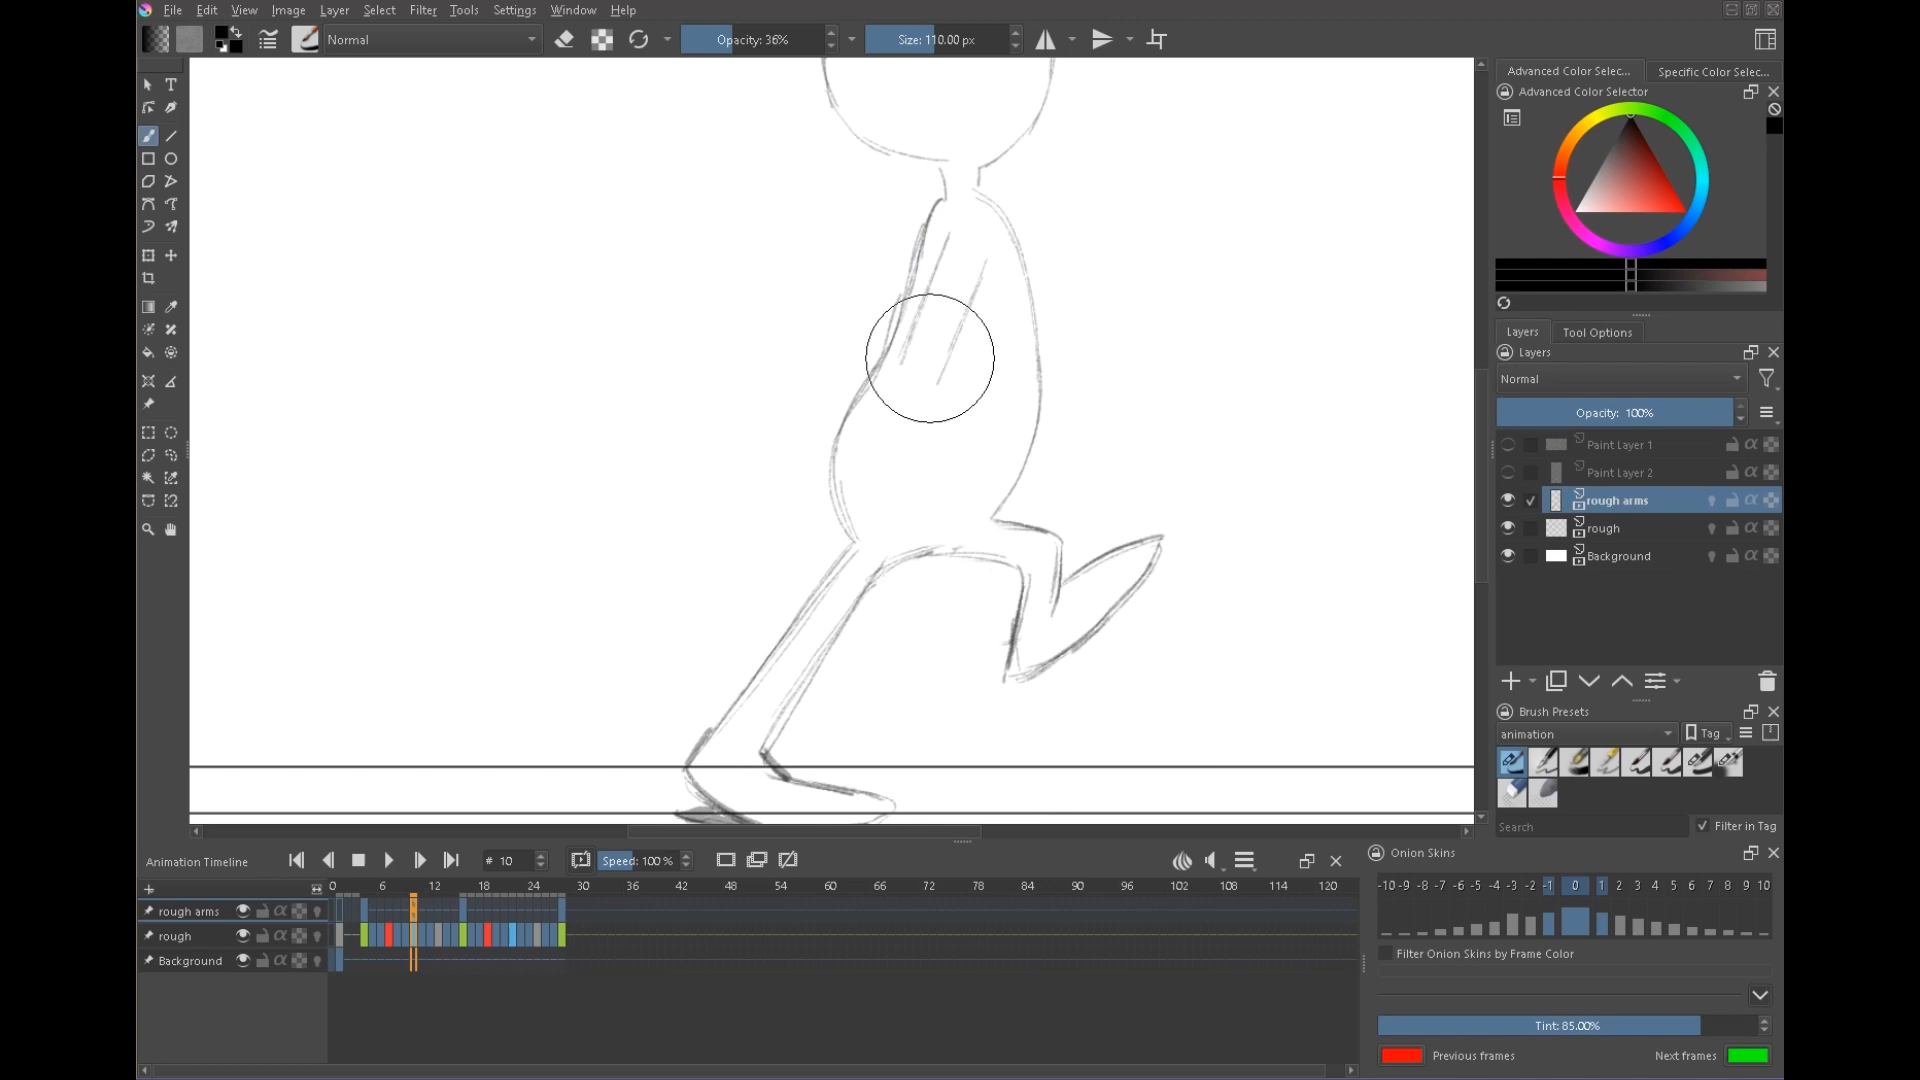 File Edit View Image Layer Select Filter Tools Settings Window Help
Normal
Opacity: 36%
Size: 110.00 px
Advanced Color Selec...
Specific Color Selec...
Advanced Color Selector
Layers
Tool Options
Layers
Normal
Opacity: 100%
Paint Layer 1
Paint Layer 2
rough arms
rough
Background
Brush Presets
animation
Tag
Search
Filter in Tag
Animation Timeline
# 10
Speed: 100 %
0 6 12 18 24 30 36 42 48 54 60 66 72 78 84 90 96 102 108 114 120
rough arms
rough
Background
Onion Skins
-10 -9 -8 -7 -6 -5 -4 -3 -2 -1 0 1 2 3 4 5 6 7 8 9 10
Filter Onion Skins by Frame Color
Tint: 85.00%
Previous frames
Next frames